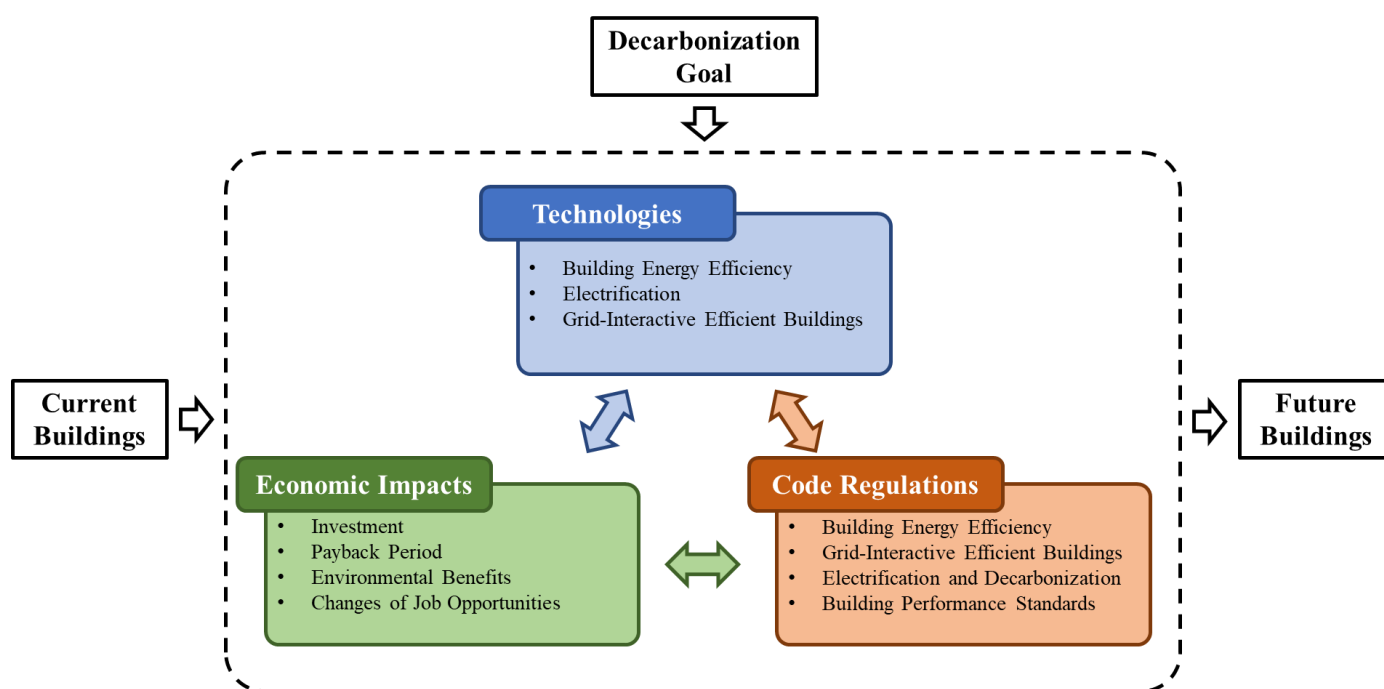 Decarbonization
Goal
Technologies
• Building Energy Efficiency
• Electrification
• Grid-Interactive Efficient Buildings
Current
Buildings
Future
Buildings
Economic Impacts
• Investment
• Payback Period
• Environmental Benefits
• Changes of Job Opportunities
Code Regulations
• Building Energy Efficiency
• Grid-Interactive Efficient Buildings
• Electrification and Decarbonization
• Building Performance Standards